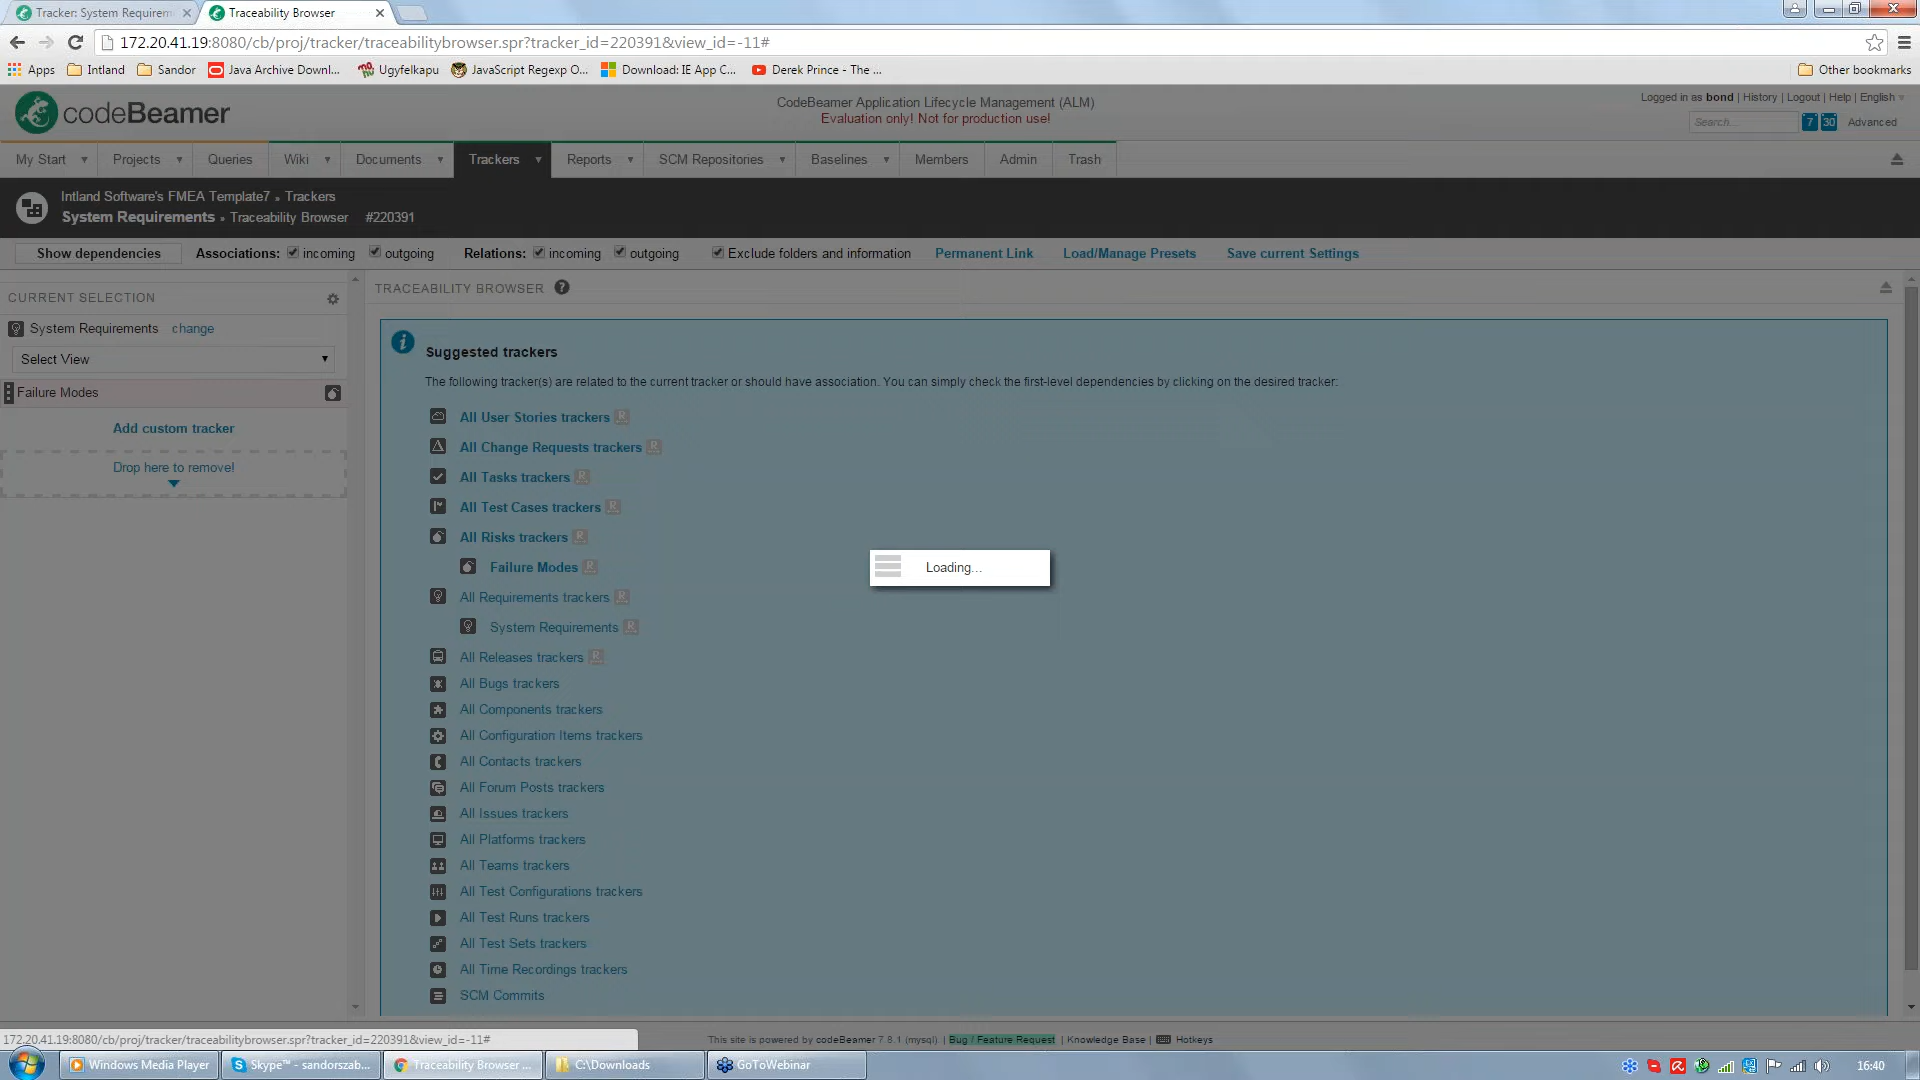 Tracker: System Requirem
Traceability Browser
172.20.41.19:8080/cb/proj/tracker/traceabilitybrowser.spr?tracker_id=220391&view_id=-11#
Apps Intland Sandor Java Archive Downl... Ugyfelkapu JavaScript Regexp O... Download: IE App C... Derek Prince - The ... Other bookmarks
codeBeamer
CodeBeamer Application Lifecycle Management (ALM)
Evaluation only! Not for production use!
Logged in as bond | History | Logout | Help | English
Search... 7 30 Advanced
My Start Projects Queries Wiki Documents Trackers Reports SCM Repositories Baselines Members Admin Trash
Intland Software's FMEA Template7 » Trackers
System Requirements » Traceability Browser #220391
Show dependencies Associations: incoming outgoing Relations: incoming outgoing Exclude folders and information Permanent Link Load/Manage Presets Save current Settings
CURRENT SELECTION
System Requirements change
Select View
Failure Modes
Add custom tracker
Drop here to remove!
TRACEABILITY BROWSER ?
Suggested trackers
The following tracker(s) are related to the current tracker or should have association. You can simply check the first-level dependencies by clicking on the desired tracker:
All User Stories trackers R
All Change Requests trackers R
All Tasks trackers R
All Test Cases trackers R
All Risks trackers R
Failure Modes R
All Requirements trackers R
System Requirements R
All Releases trackers R
All Bugs trackers
All Components trackers
All Configuration Items trackers
All Contacts trackers
All Forum Posts trackers
All Issues trackers
All Platforms trackers
All Teams trackers
All Test Configurations trackers
All Test Runs trackers
All Test Sets trackers
All Time Recordings trackers
SCM Commits
Loading...
172.20.41.19:8080/cb/proj/tracker/traceabilitybrowser.spr?tracker_id=220391&view_id=-11#
This site is powered by codeBeamer 7.8.1 (mysql) | Bug / Feature Request | Knowledge Base | Hotkeys
Windows Media Player Skype™ - sandorszab... Traceability Browser ... C:\Downloads GoToWebinar 16:40